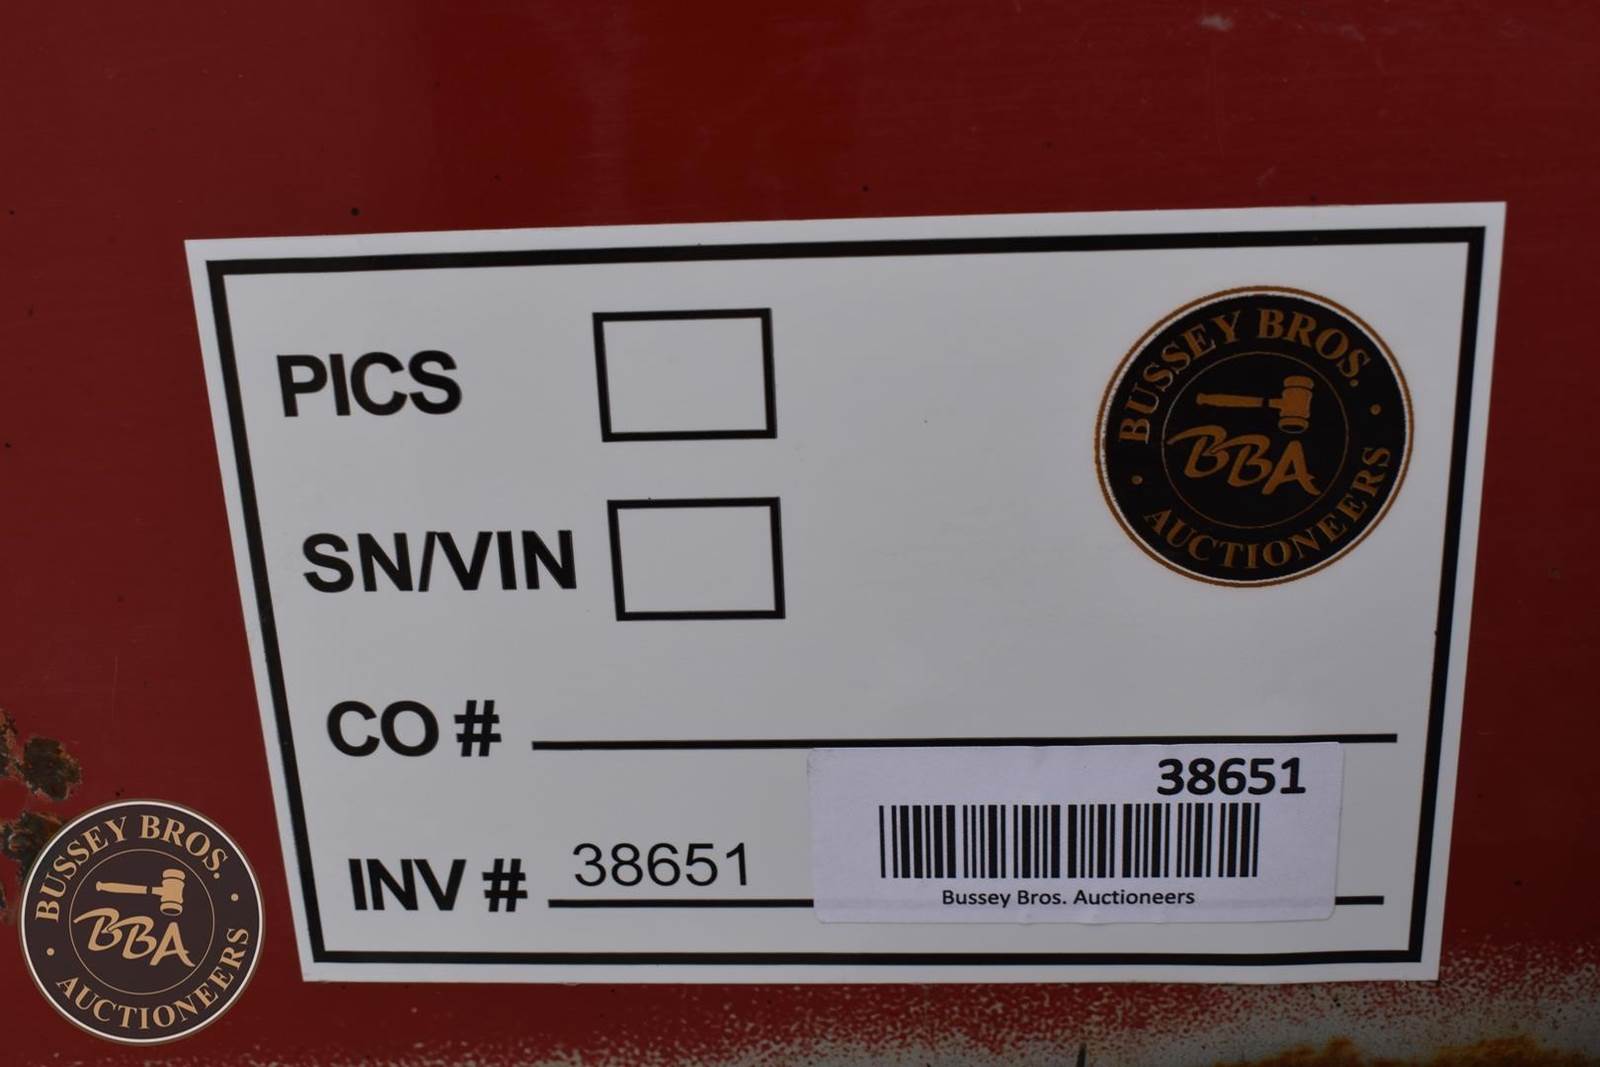 PICS
BUSSEY BROS.
BBA
AUCTIONEERS
SN/VIN
CO #
38651
INV # 38651
Bussey Bros. Auctioneers
BUSSEY BROS.
BBA
AUCTIONEERS